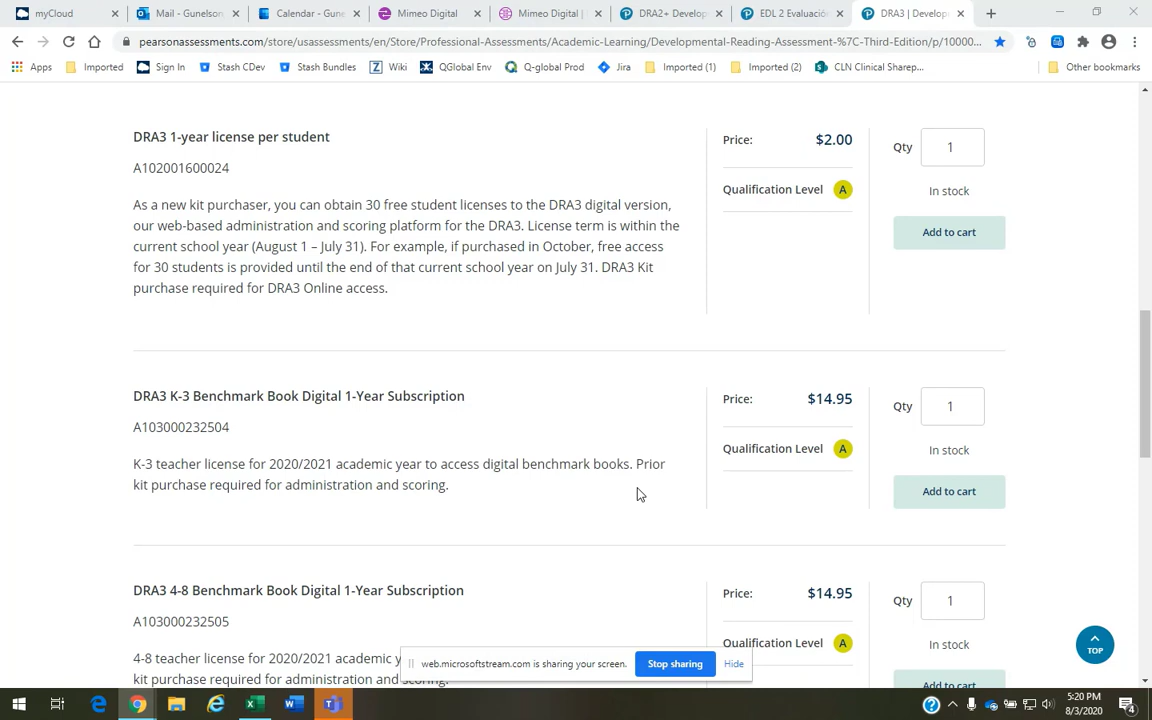 myCloud
Mail - Gunelson
Calendar - Gune
Mimeo Digital
Mimeo Digital |
DRA2+ Develop
EDL 2 Evaluación
DRA3 | Develop
pearsonassessments.com/store/usassessments/en/Store/Professional-Assessments/Academic-Learning/Developmental-Reading-Assessment-%7C-Third-Edition/p/10000...
Apps
Imported
Sign In
Stash CDev
Stash Bundles
Wiki
QGlobal Env
Q-global Prod
Jira
Imported (1)
Imported (2)
CLN Clinical Sharep...
Other bookmarks
DRA3 1-year license per student
A102001600024
As a new kit purchaser, you can obtain 30 free student licenses to the DRA3 digital version,
our web-based administration and scoring platform for the DRA3. License term is within the
current school year (August 1 – July 31). For example, if purchased in October, free access
for 30 students is provided until the end of that current school year on July 31. DRA3 Kit
purchase required for DRA3 Online access.
Price: $2.00
Qualification Level A
Qty 1
In stock
Add to cart
DRA3 K-3 Benchmark Book Digital 1-Year Subscription
A103000232504
K-3 teacher license for 2020/2021 academic year to access digital benchmark books. Prior
kit purchase required for administration and scoring.
Price: $14.95
Qualification Level A
Qty 1
In stock
Add to cart
DRA3 4-8 Benchmark Book Digital 1-Year Subscription
A103000232505
4-8 teacher license for 2020/2021 academic y
kit purchase required for administration and scoring.
Price: $14.95
Qualification Level A
Qty 1
In stock
Add to cart
TOP
web.microsoftstream.com is sharing your screen.
Stop sharing
Hide
5:20 PM
8/3/2020
4